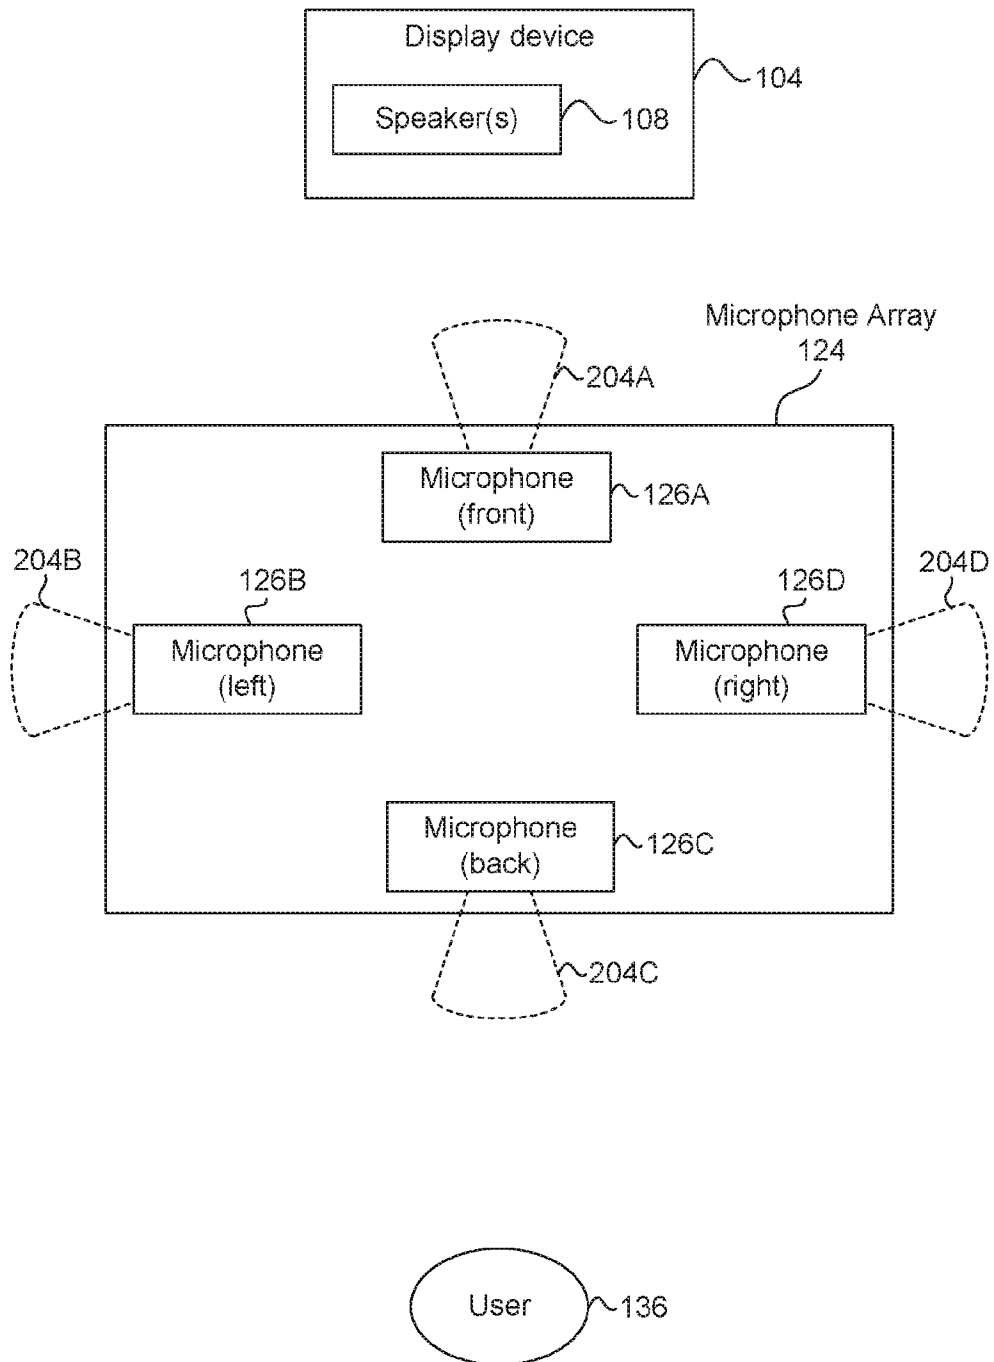 Display device
104
Speaker(s)
108
Microphone Array
124
204A
Microphone
(front)
126A
204B
126B
Microphone
(left)
126D
204D
Microphone
(right)
Microphone
(back)
126C
204C
User
136